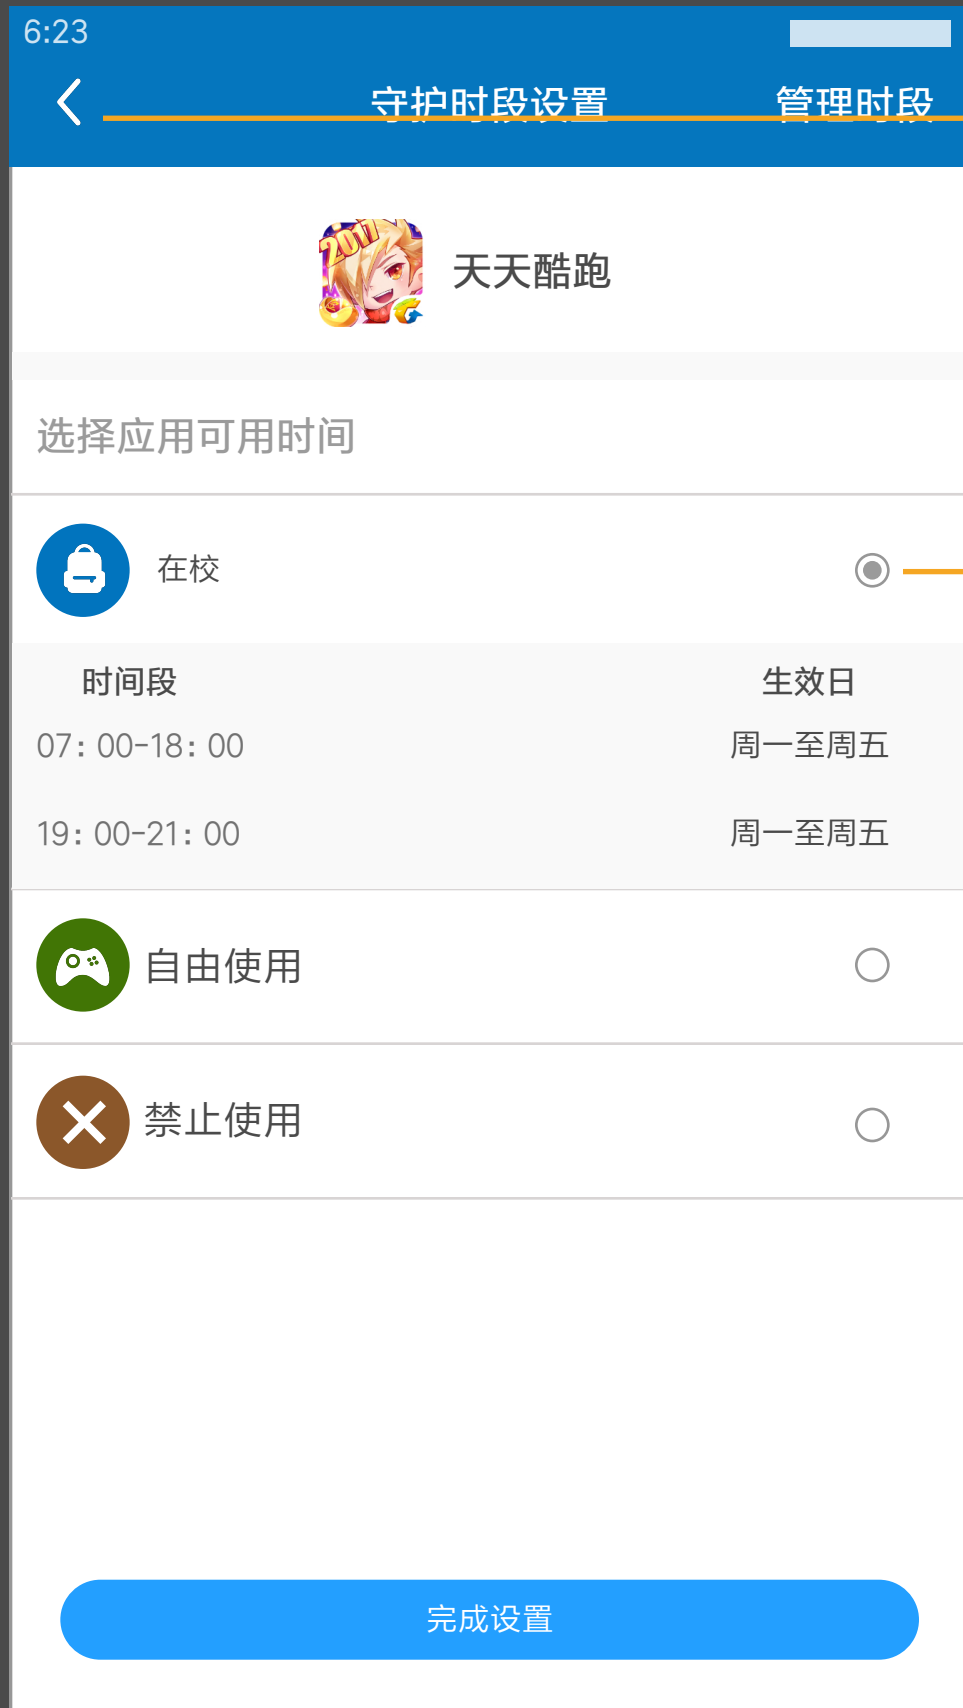 6:23
守护时段设置 管理时段
2017
天天酷跑
选择应用可用时间
在校
时间段 生效日
07: 00-18: 00 周一至周五
19: 00-21: 00 周一至周五
自由使用
禁止使用
完成设置